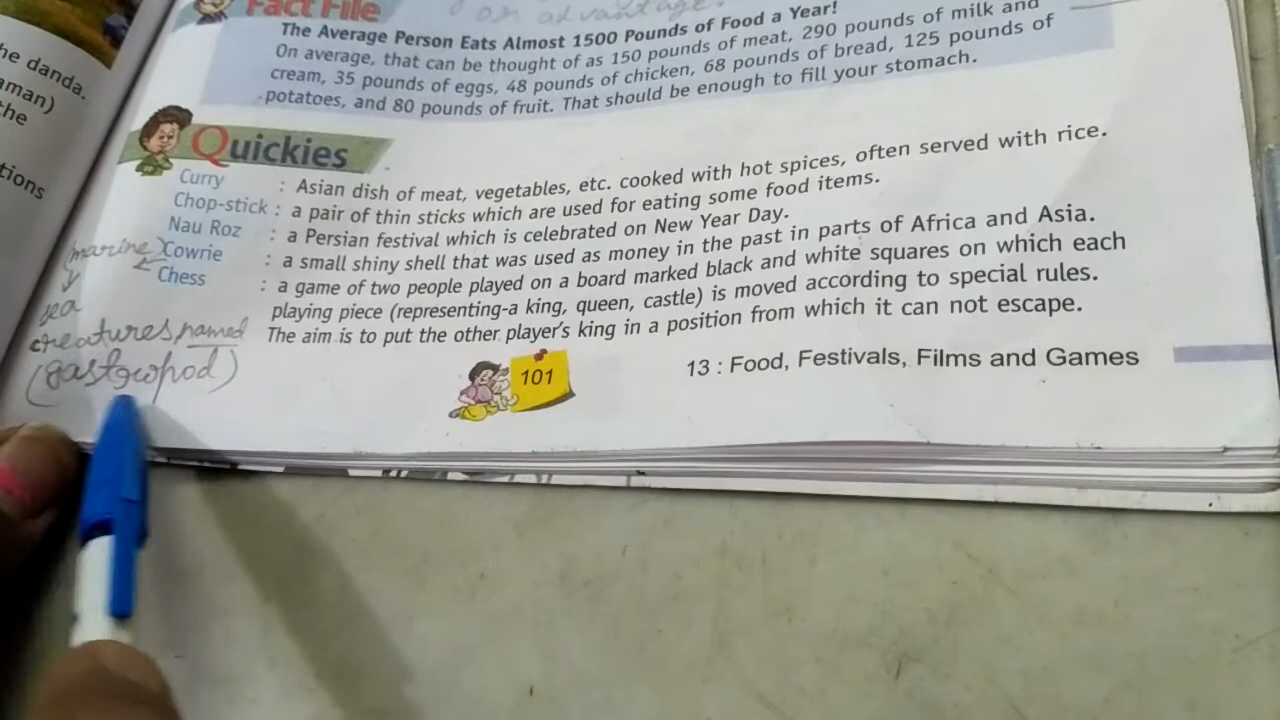 he danda.
aman)
the
tions
Fact File
or advantage.
The Average Person Eats Almost 1500 Pounds of Food a Year!
On average, that can be thought of as 150 pounds of meat, 290 pounds of milk and
cream, 35 pounds of eggs, 48 pounds of chicken, 68 pounds of bread, 125 pounds of
potatoes, and 80 pounds of fruit. That should be enough to fill your stomach.
Quickies
Curry : Asian dish of meat, vegetables, etc. cooked with hot spices, often served with rice.
Chop-stick : a pair of thin sticks which are used for eating some food items.
Nau Roz : a Persian festival which is celebrated on New Year Day.
Cowrie : a small shiny shell that was used as money in the past in parts of Africa and Asia.
Chess : a game of two people played on a board marked black and white squares on which each
playing piece (representing-a king, queen, castle) is moved according to special rules.
The aim is to put the other player's king in a position from which it can not escape.
marine
sea
creatures named
(gastropod)
101
13 : Food, Festivals, Films and Games